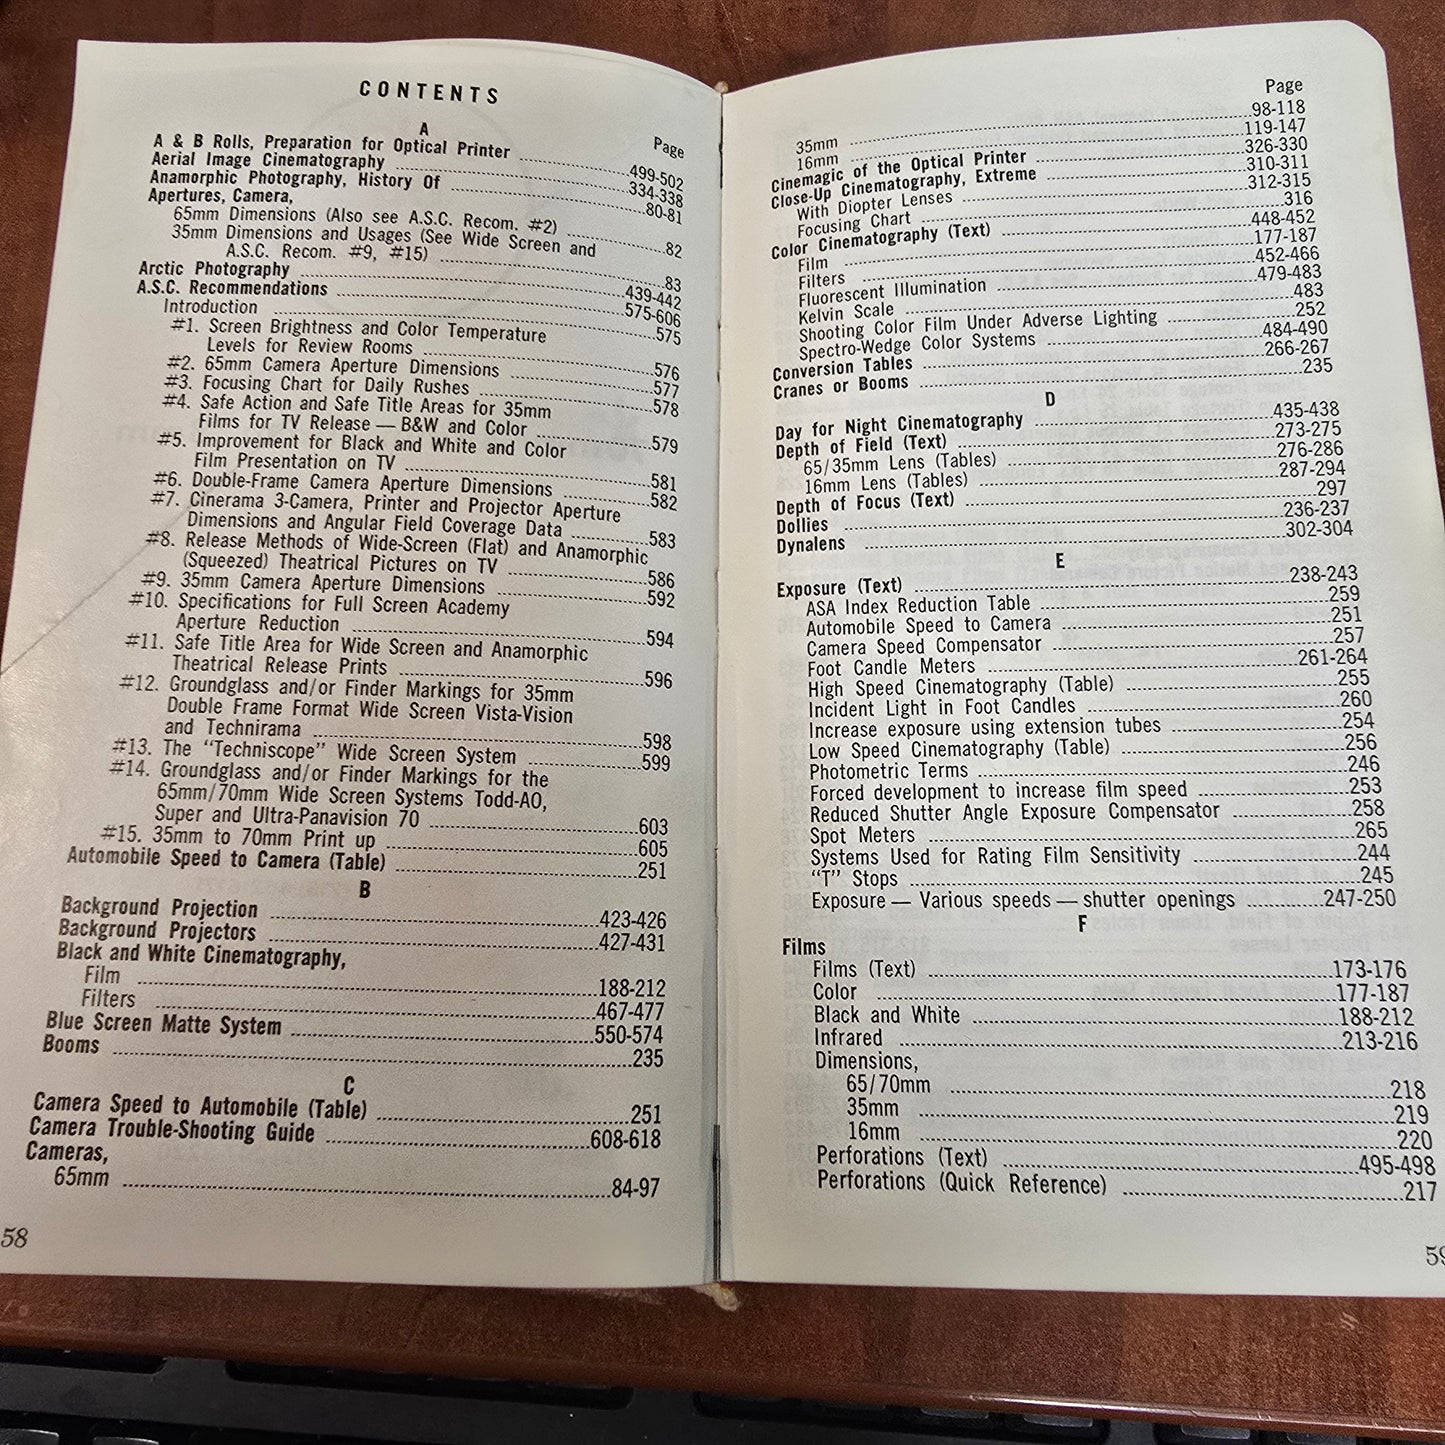 CONTENTS
A
Page
A & B Rolls, Preparation for Optical Printer ........ 499-502
Aerial Image Cinematography ........ 334-338
Anamorphic Photography, History Of ........ 80-81
Apertures, Camera,
65mm Dimensions (Also see A.S.C. Recom. #2) ........ 82
35mm Dimensions and Usages (See Wide Screen and
A.S.C. Recom. #9, #15) ........ 83
Arctic Photography ........ 439-442
A.S.C. Recommendations ........ 575-606
Introduction ........ 575
#1. Screen Brightness and Color Temperature
Levels for Review Rooms ........ 576
#2. 65mm Camera Aperture Dimensions ........ 577
#3. Focusing Chart for Daily Rushes ........ 578
#4. Safe Action and Safe Title Areas for 35mm
Films for TV Release — B&W and Color ........ 579
#5. Improvement for Black and White and Color
Film Presentation on TV ........ 581
#6. Double-Frame Camera Aperture Dimensions ........ 582
#7. Cinerama 3-Camera, Printer and Projector Aperture
Dimensions and Angular Field Coverage Data ........ 583
#8. Release Methods of Wide-Screen (Flat) and Anamorphic
(Squeezed) Theatrical Pictures on TV ........ 586
#9. 35mm Camera Aperture Dimensions ........ 592
#10. Specifications for Full Screen Academy
Aperture Reduction ........ 594
#11. Safe Title Area for Wide Screen and Anamorphic
Theatrical Release Prints ........ 596
#12. Groundglass and/or Finder Markings for 35mm
Double Frame Format Wide Screen Vista-Vision
and Technirama ........ 598
#13. The "Techniscope" Wide Screen System ........ 599
#14. Groundglass and/or Finder Markings for the
65mm/70mm Wide Screen Systems Todd-AO,
Super and Ultra-Panavision 70 ........ 603
#15. 35mm to 70mm Print up ........ 605
Automobile Speed to Camera (Table) ........ 251
B
Background Projection ........ 423-426
Background Projectors ........ 427-431
Black and White Cinematography,
Film ........ 188-212
Filters ........ 467-477
Blue Screen Matte System ........ 550-574
Booms ........ 235
C
Camera Speed to Automobile (Table) ........ 251
Camera Trouble-Shooting Guide ........ 608-618
Cameras,
65mm ........ 84-97
58
Page
35mm ........ 98-118
16mm ........ 119-147
Cinemagic of the Optical Printer ........ 326-330
Close-Up Cinematography, Extreme ........ 310-311
With Diopter Lenses ........ 312-315
Focusing Chart ........ 316
Color Cinematography (Text) ........ 448-452
Film ........ 177-187
Filters ........ 452-466
Fluorescent Illumination ........ 479-483
Kelvin Scale ........ 483
Shooting Color Film Under Adverse Lighting ........ 252
Spectro-Wedge Color Systems ........ 484-490
Conversion Tables ........ 266-267
Cranes or Booms ........ 235
D
Day for Night Cinematography ........ 435-438
Depth of Field (Text) ........ 273-275
65/35mm Lens (Tables) ........ 276-286
16mm Lens (Tables) ........ 287-294
Depth of Focus (Text) ........ 297
Dollies ........ 236-237
Dynalens ........ 302-304
E
Exposure (Text) ........ 238-243
ASA Index Reduction Table ........ 259
Automobile Speed to Camera ........ 251
Camera Speed Compensator ........ 257
Foot Candle Meters ........ 261-264
High Speed Cinematography (Table) ........ 255
Incident Light in Foot Candles ........ 260
Increase exposure using extension tubes ........ 254
Low Speed Cinematography (Table) ........ 256
Photometric Terms ........ 246
Forced development to increase film speed ........ 253
Reduced Shutter Angle Exposure Compensator ........ 258
Spot Meters ........ 265
Systems Used for Rating Film Sensitivity ........ 244
"T" Stops ........ 245
Exposure — Various speeds — shutter openings ........ 247-250
F
Films
Films (Text) ........ 173-176
Color ........ 177-187
Black and White ........ 188-212
Infrared ........ 213-216
Dimensions,
65/70mm ........ 218
35mm ........ 219
16mm ........ 220
Perforations (Text) ........ 495-498
Perforations (Quick Reference) ........ 217
59